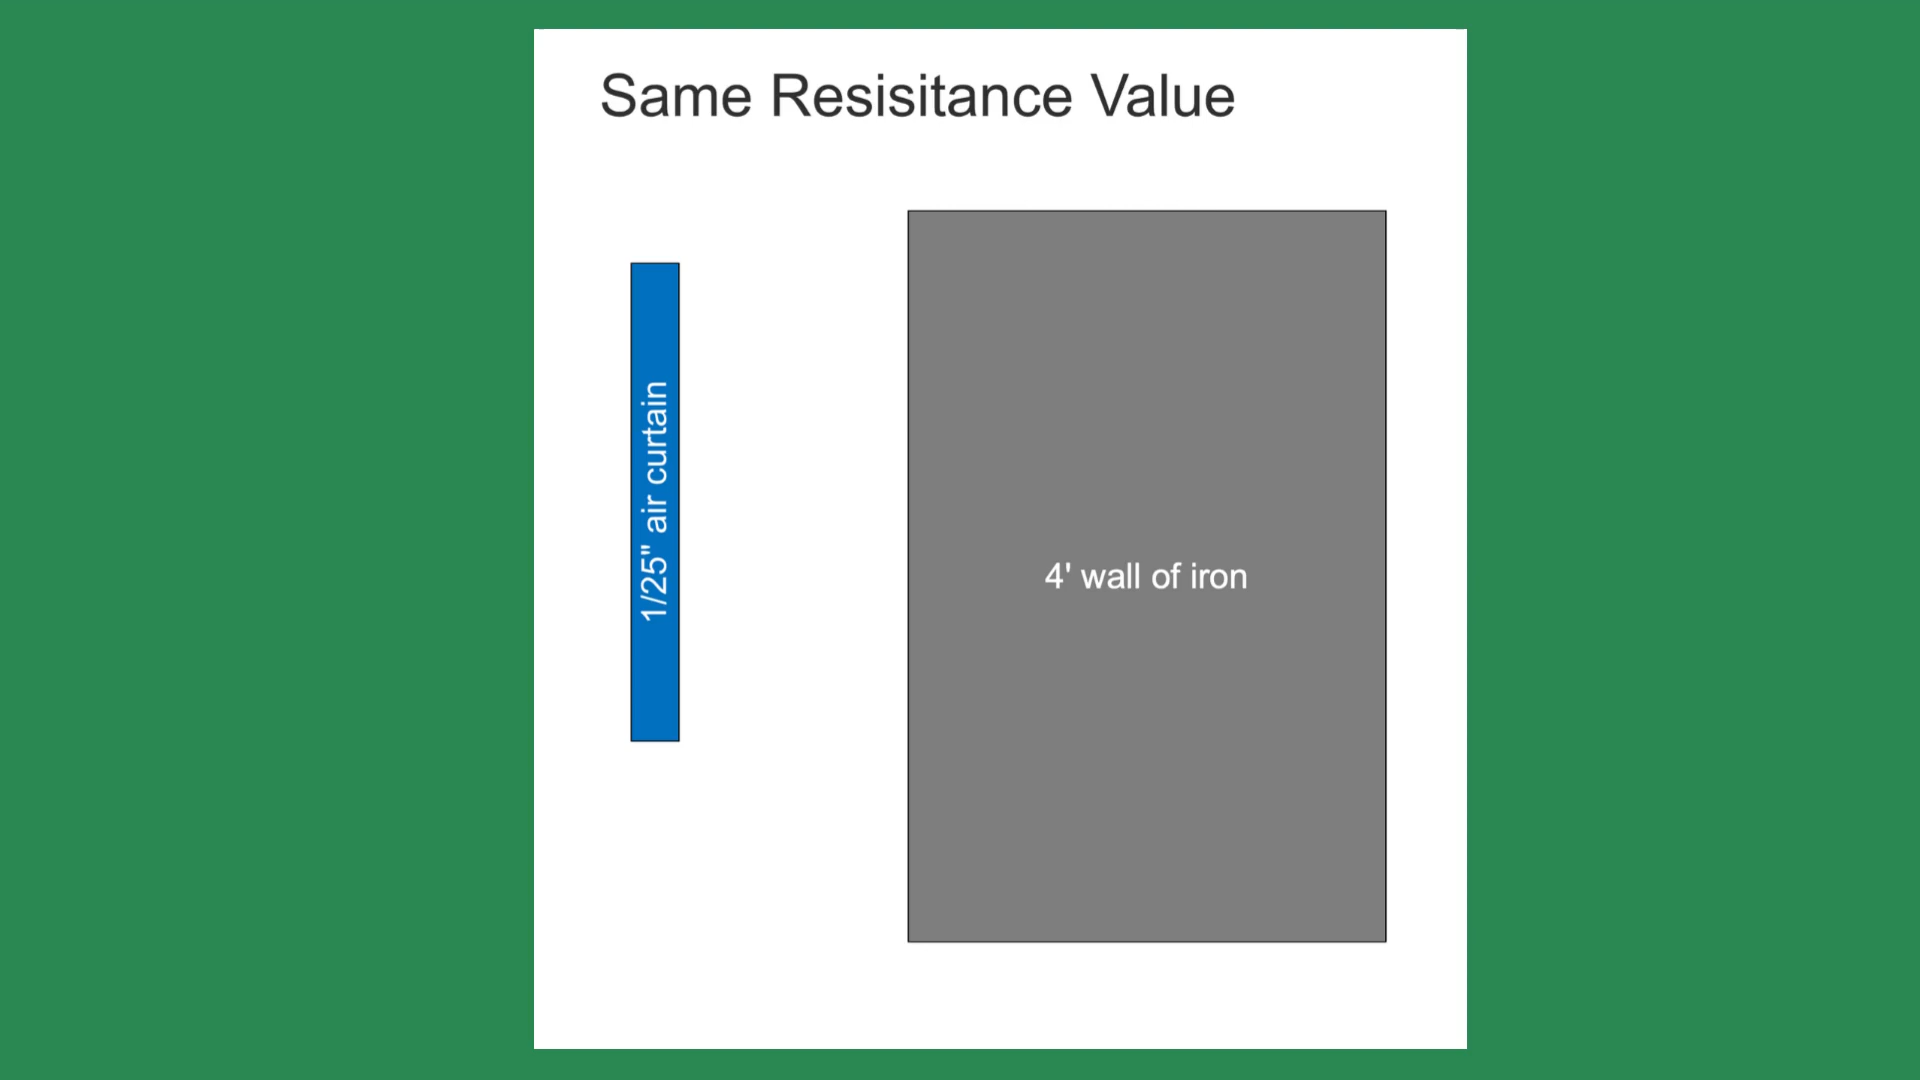 Same Resisitance Value
1/25" air curtain
4' wall of iron